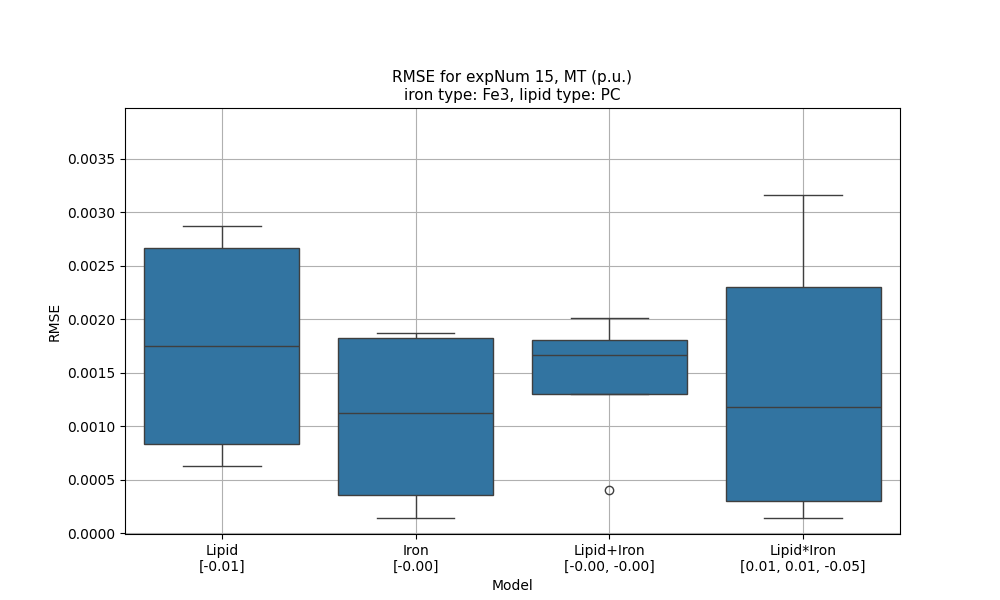 RMSE for expNum 15, MT (p.u.)
iron type: Fe3, lipid type: PC
0.0035
0.0030
0.0025
0.0020
0.0015
0.0010
0.0005
0.0000
RMSE
Lipid
[-0.01]
Iron
[-0.00]
Lipid+Iron
[-0.00, -0.00]
Lipid*Iron
[0.01, 0.01, -0.05]
Model